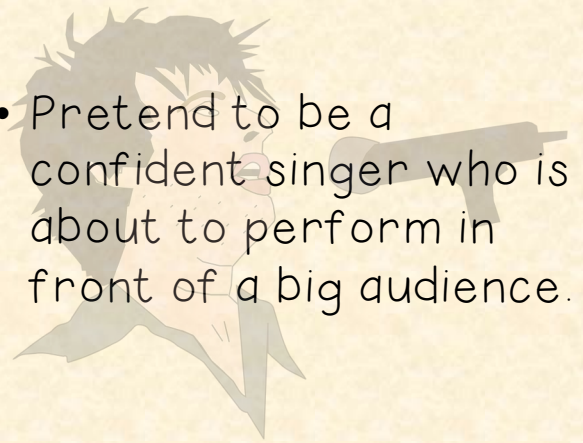 • Pretend to be a
confident singer who is
about to perform in
front of a big audience.